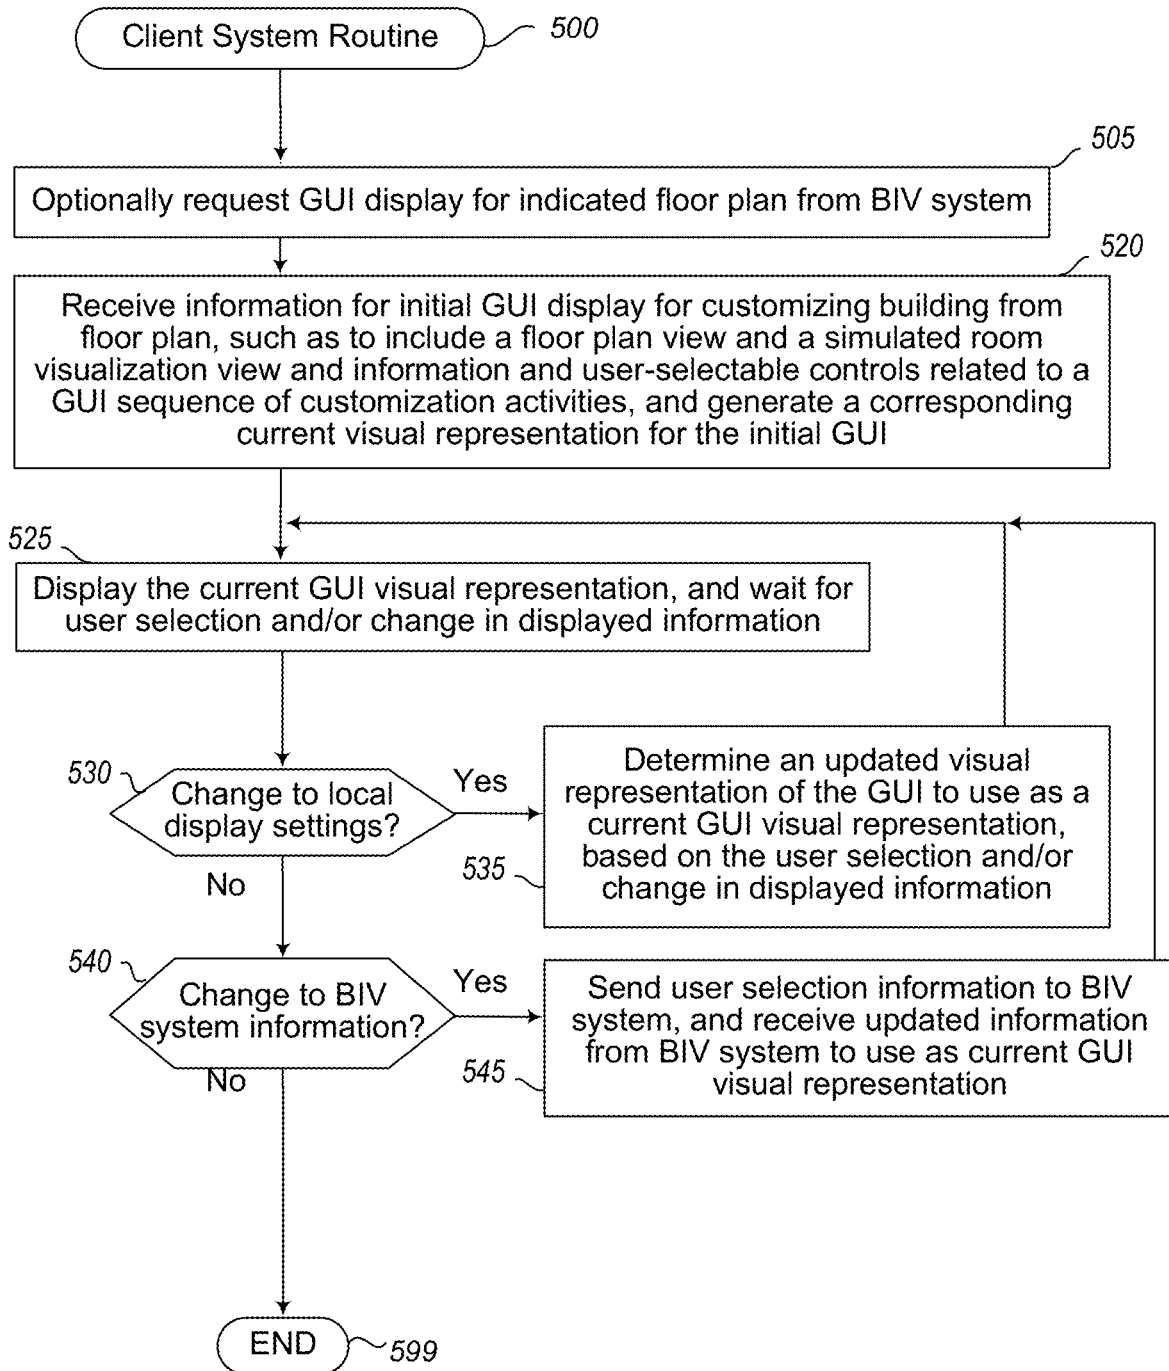 Client System Routine
500
505
Optionally request GUI display for indicated floor plan from BIV system
520
Receive information for initial GUI display for customizing building from
floor plan, such as to include a floor plan view and a simulated room
visualization view and information and user-selectable controls related to a
GUI sequence of customization activities, and generate a corresponding
current visual representation for the initial GUI
525
Display the current GUI visual representation, and wait for
user selection and/or change in displayed information
530
Change to local
display settings?
Yes
No
Determine an updated visual
representation of the GUI to use as a
current GUI visual representation,
based on the user selection and/or
change in displayed information
535
540
Change to BIV
system information?
Yes
No
Send user selection information to BIV
system, and receive updated information
from BIV system to use as current GUI
visual representation
545
END
599